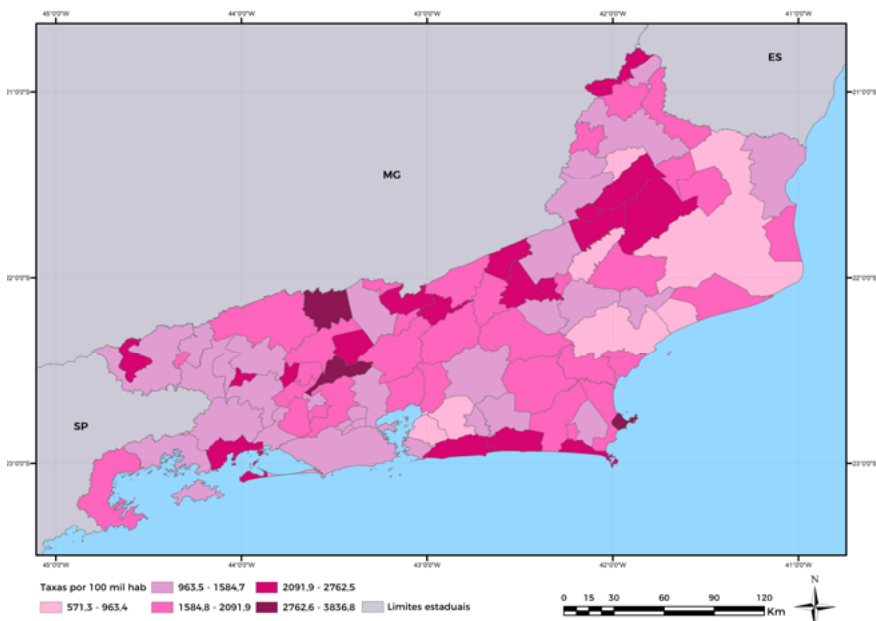 45°0'0"W 44°0'0"W 43°0'0"W 42°0'0"W 41°0'0"W
ES
21°0'0"S 21°0'0"S
MG
22°0'0"S 22°0'0"S
SP
23°0'0"S 23°0'0"S
45°0'0"W 44°0'0"W 43°0'0"W 42°0'0"W 41°0'0"W
Taxas por 100 mil hab 963,5 - 1584,7 2091,9 - 2762,5
571,3 - 963,4 1584,8 - 2091,9 2762,6 - 3836,8 Limites estaduais
N
0 15 30 60 90 120
Km